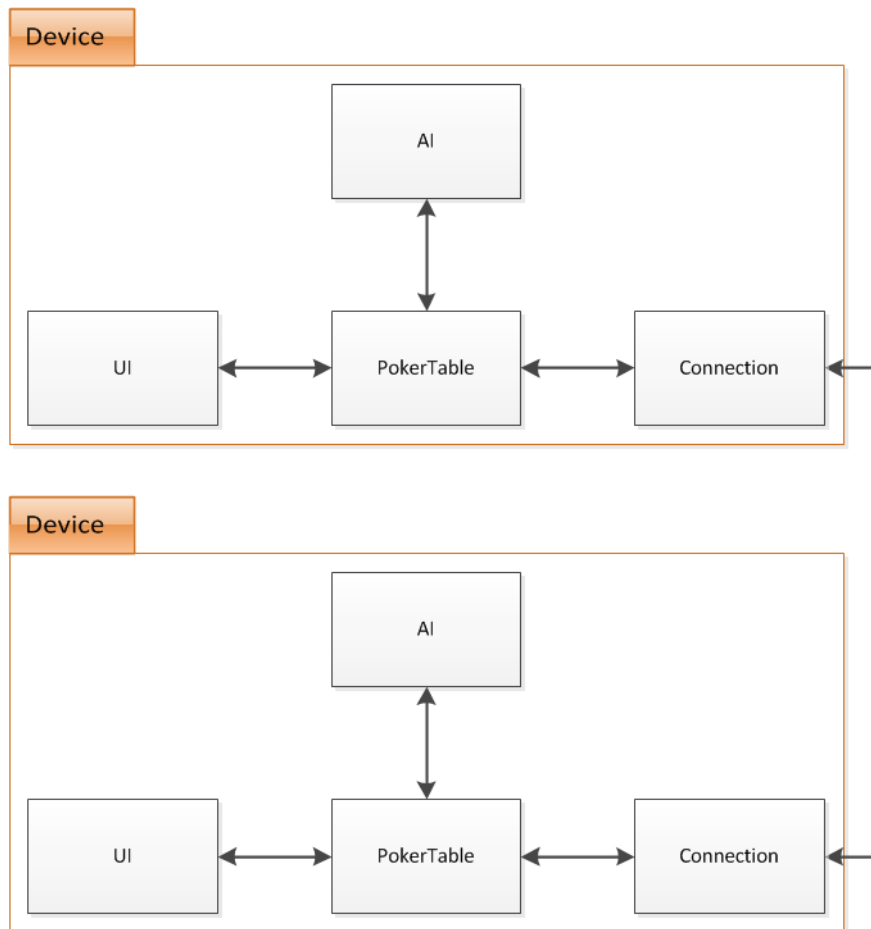 Device
AI
UI
PokerTable
Connection
Device
AI
UI
PokerTable
Connection